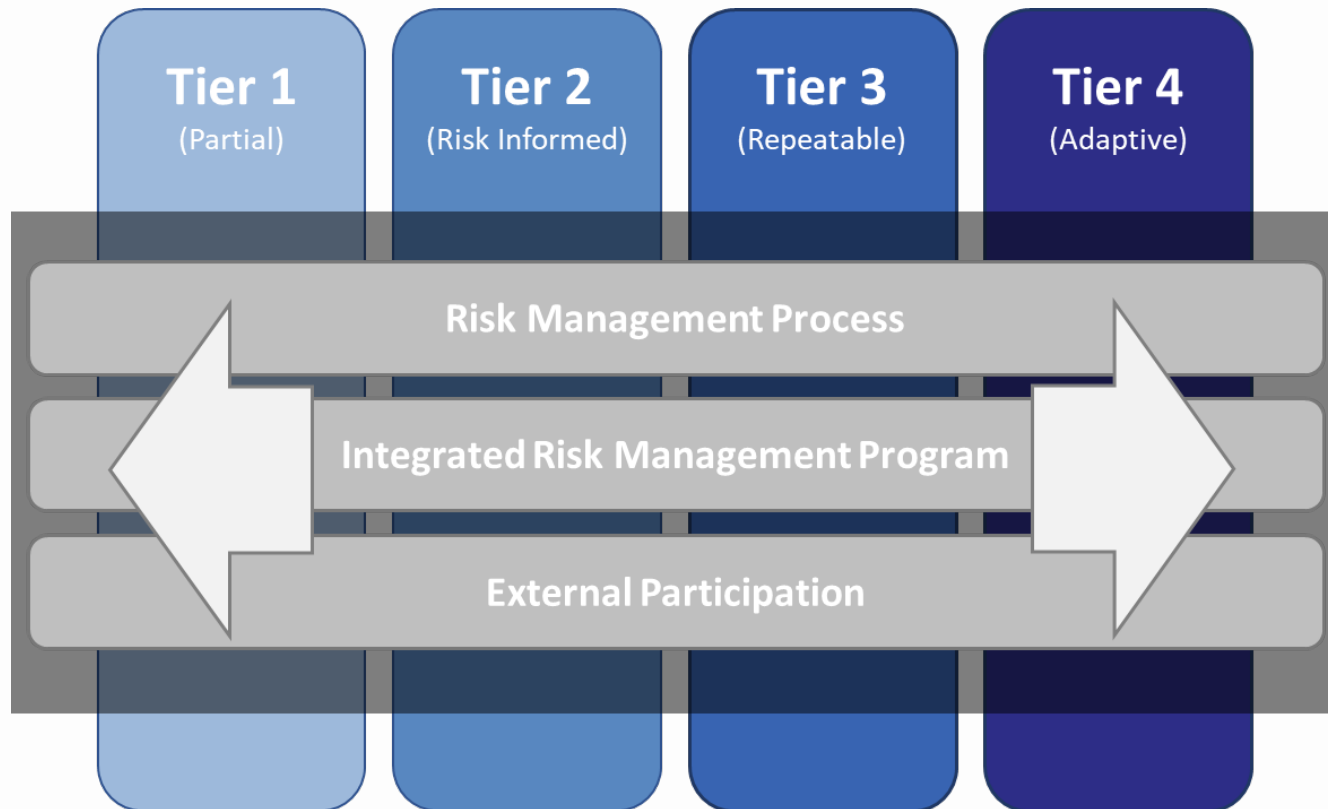 Tier 1
(Partial)
Tier 2
(Risk Informed)
Tier 3
(Repeatable)
Tier 4
(Adaptive)
Risk Management Process
Integrated Risk Management Program
External Participation